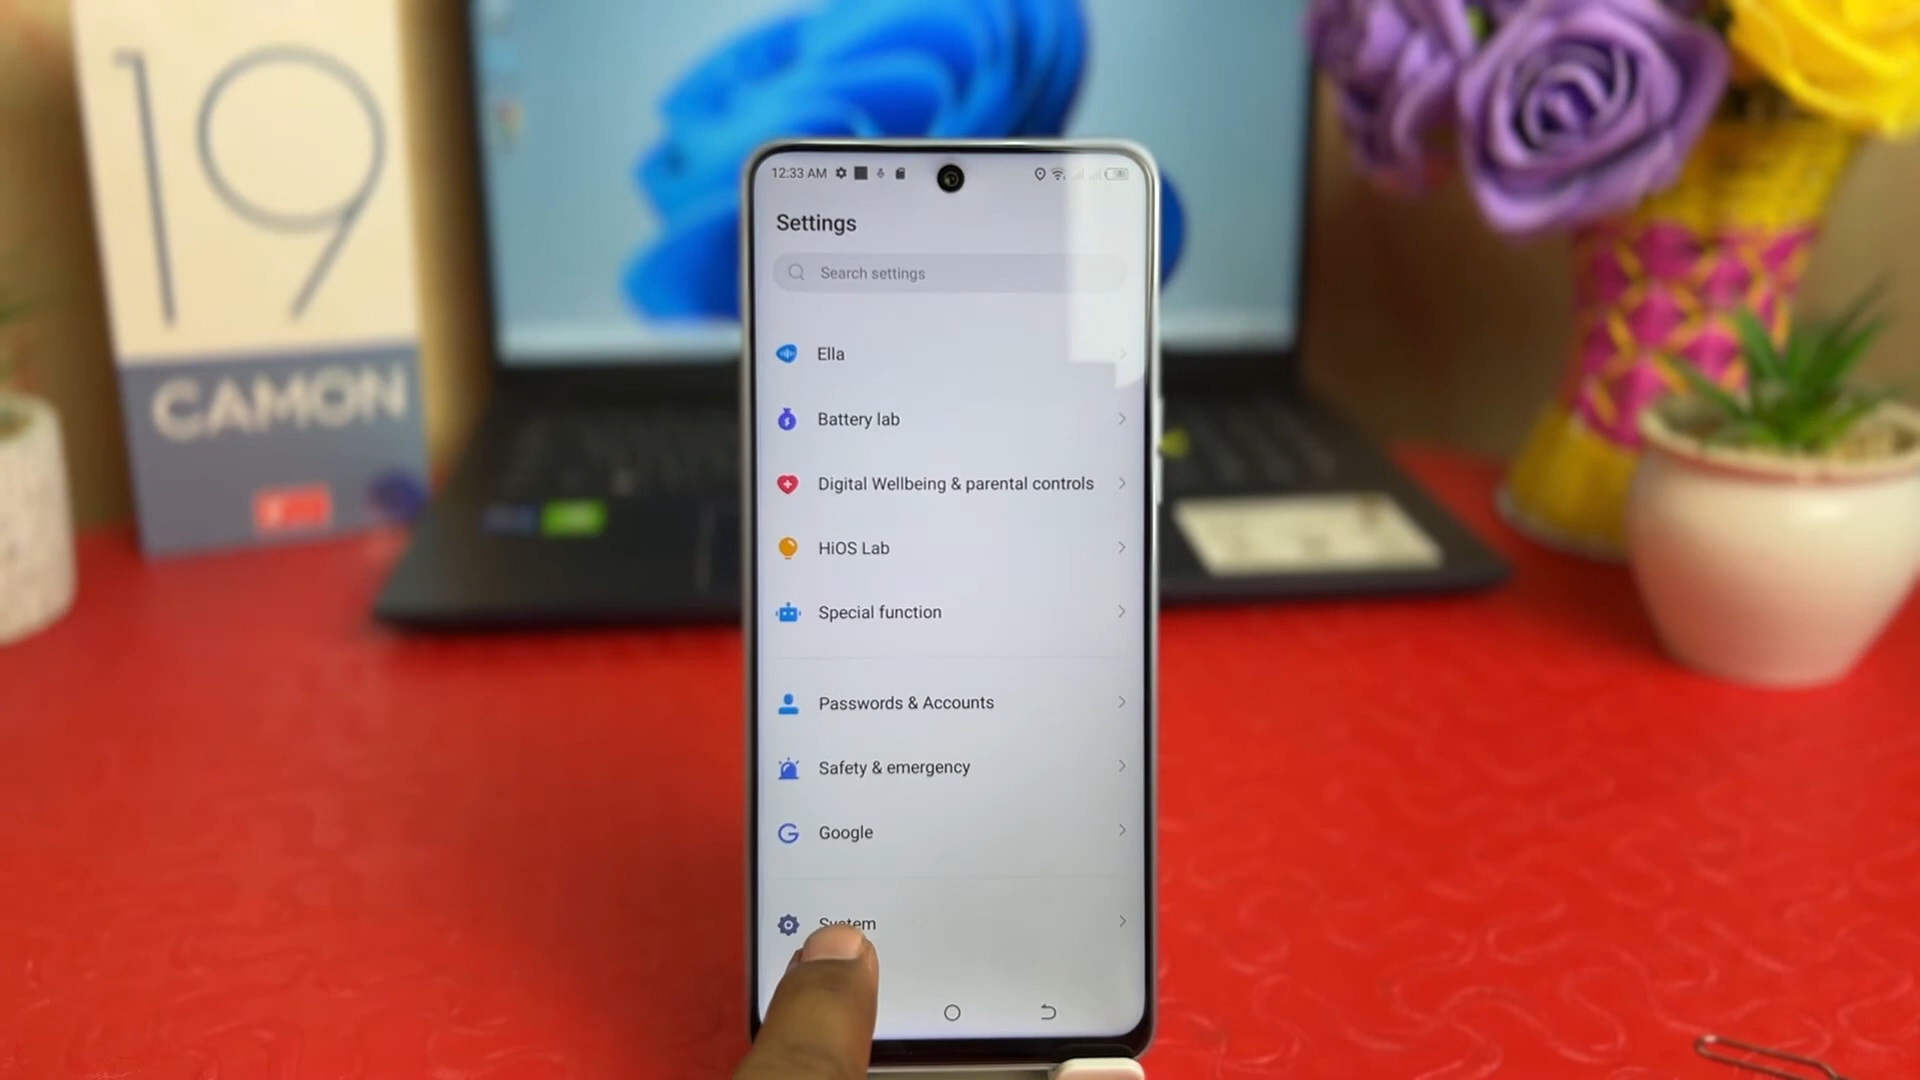 19
CAMON
12:33 AM
Settings
Search settings
Ella
Battery lab
Digital Wellbeing & parental controls
HiOS Lab
Special function
Passwords & Accounts
Safety & emergency
Google
System